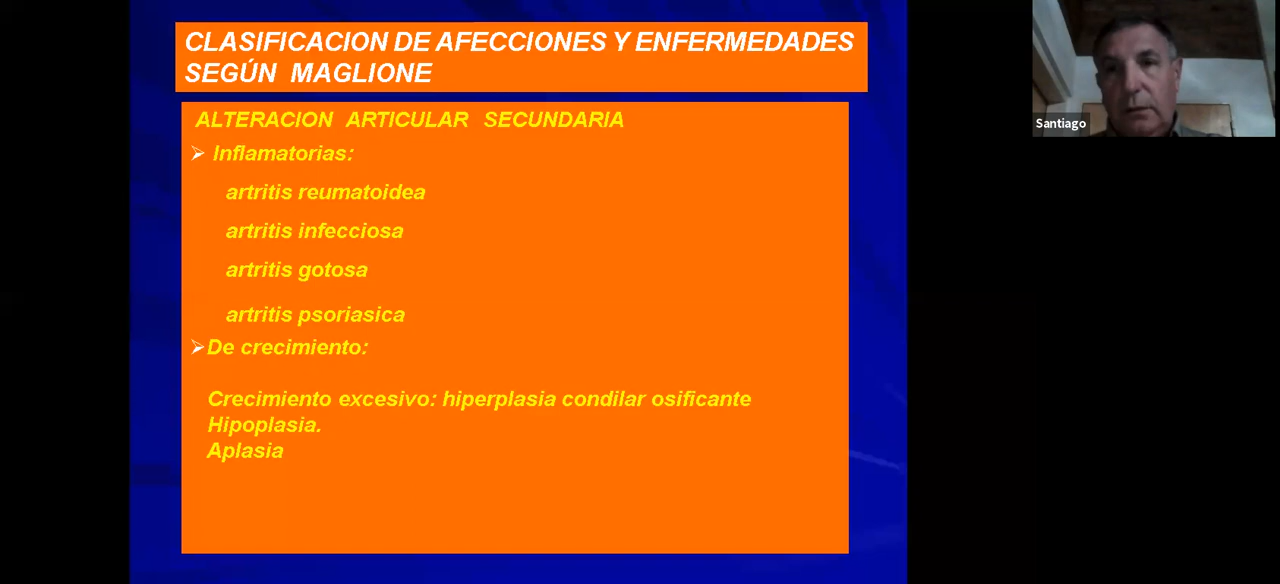 CLASIFICACION DE AFECCIONES Y ENFERMEDADES
SEGÚN MAGLIONE
ALTERACION ARTICULAR SECUNDARIA
Inflamatorias:
artritis reumatoidea
artritis infecciosa
artritis gotosa
artritis psoriasica
De crecimiento:
Crecimiento excesivo: hiperplasia condilar osificante
Hipoplasia.
Aplasia
Santiago